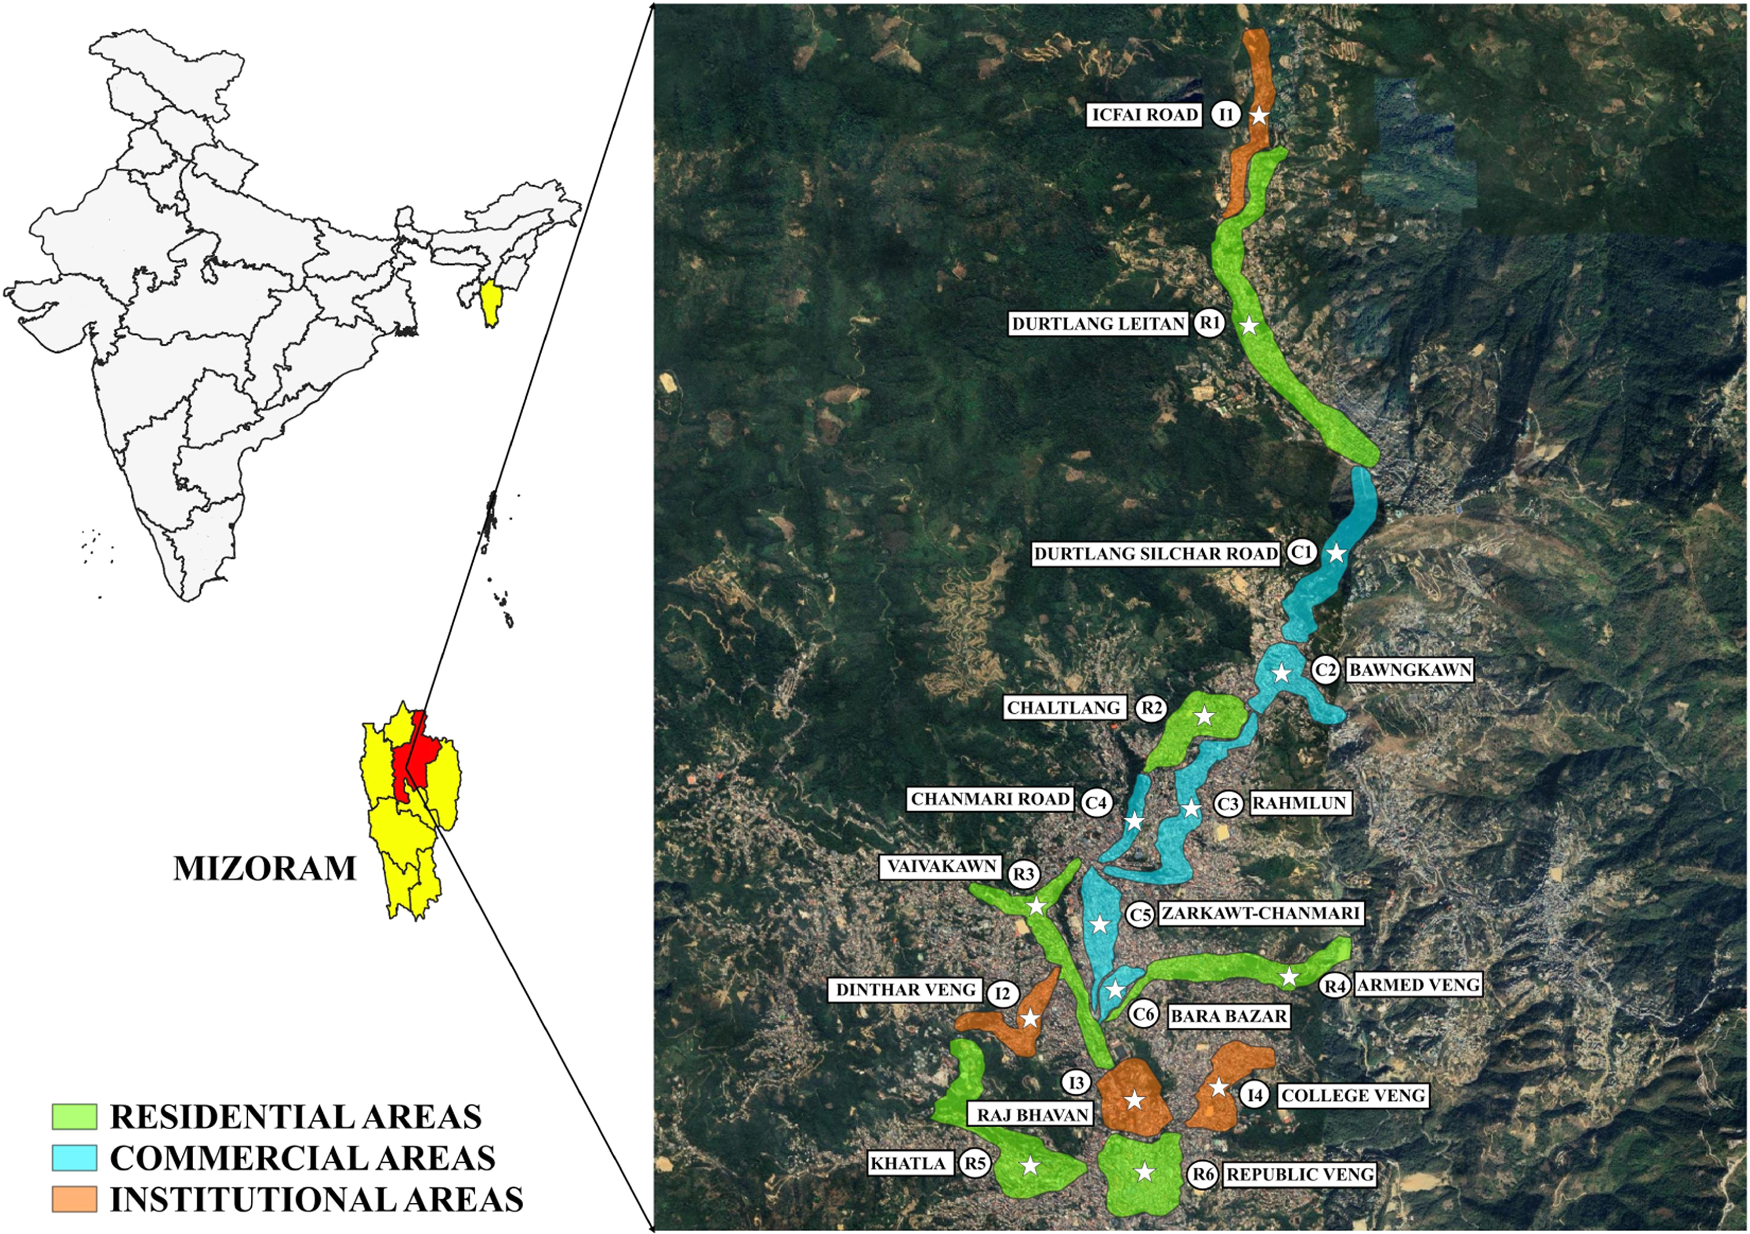 ICFAI ROAD I1
DURTLANG LEITAN R1
DURTLANG SILCHAR ROAD C1
C2 BAWNGKAWN
CHALTLANG R2
CHANMARI ROAD C4
C3 RAHMLUN
VAIVAKAWN R3
C5 ZARKAWT-CHANMARI
DINTHAR VENG I2
R4 ARMED VENG
C6 BARA BAZAR
I3
RAJ BHAVAN
I4 COLLEGE VENG
KHATLA R5
R6 REPUBLIC VENG
MIZORAM
RESIDENTIAL AREAS
COMMERCIAL AREAS
INSTITUTIONAL AREAS